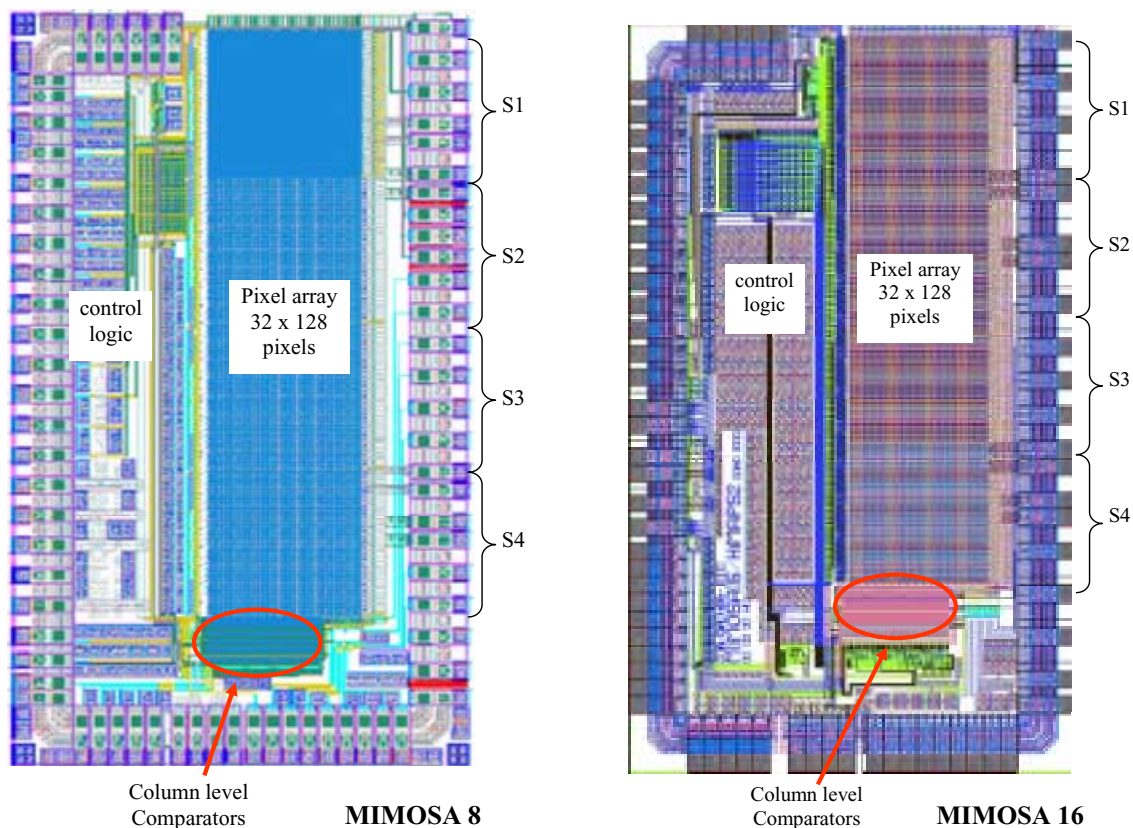 S1
S2
S3
S4
control
logic
Pixel array
32 x 128
pixels
Column level
Comparators
MIMOSA 8
S1
S2
S3
S4
control
logic
Pixel array
32 x 128
pixels
Column level
Comparators
MIMOSA 16